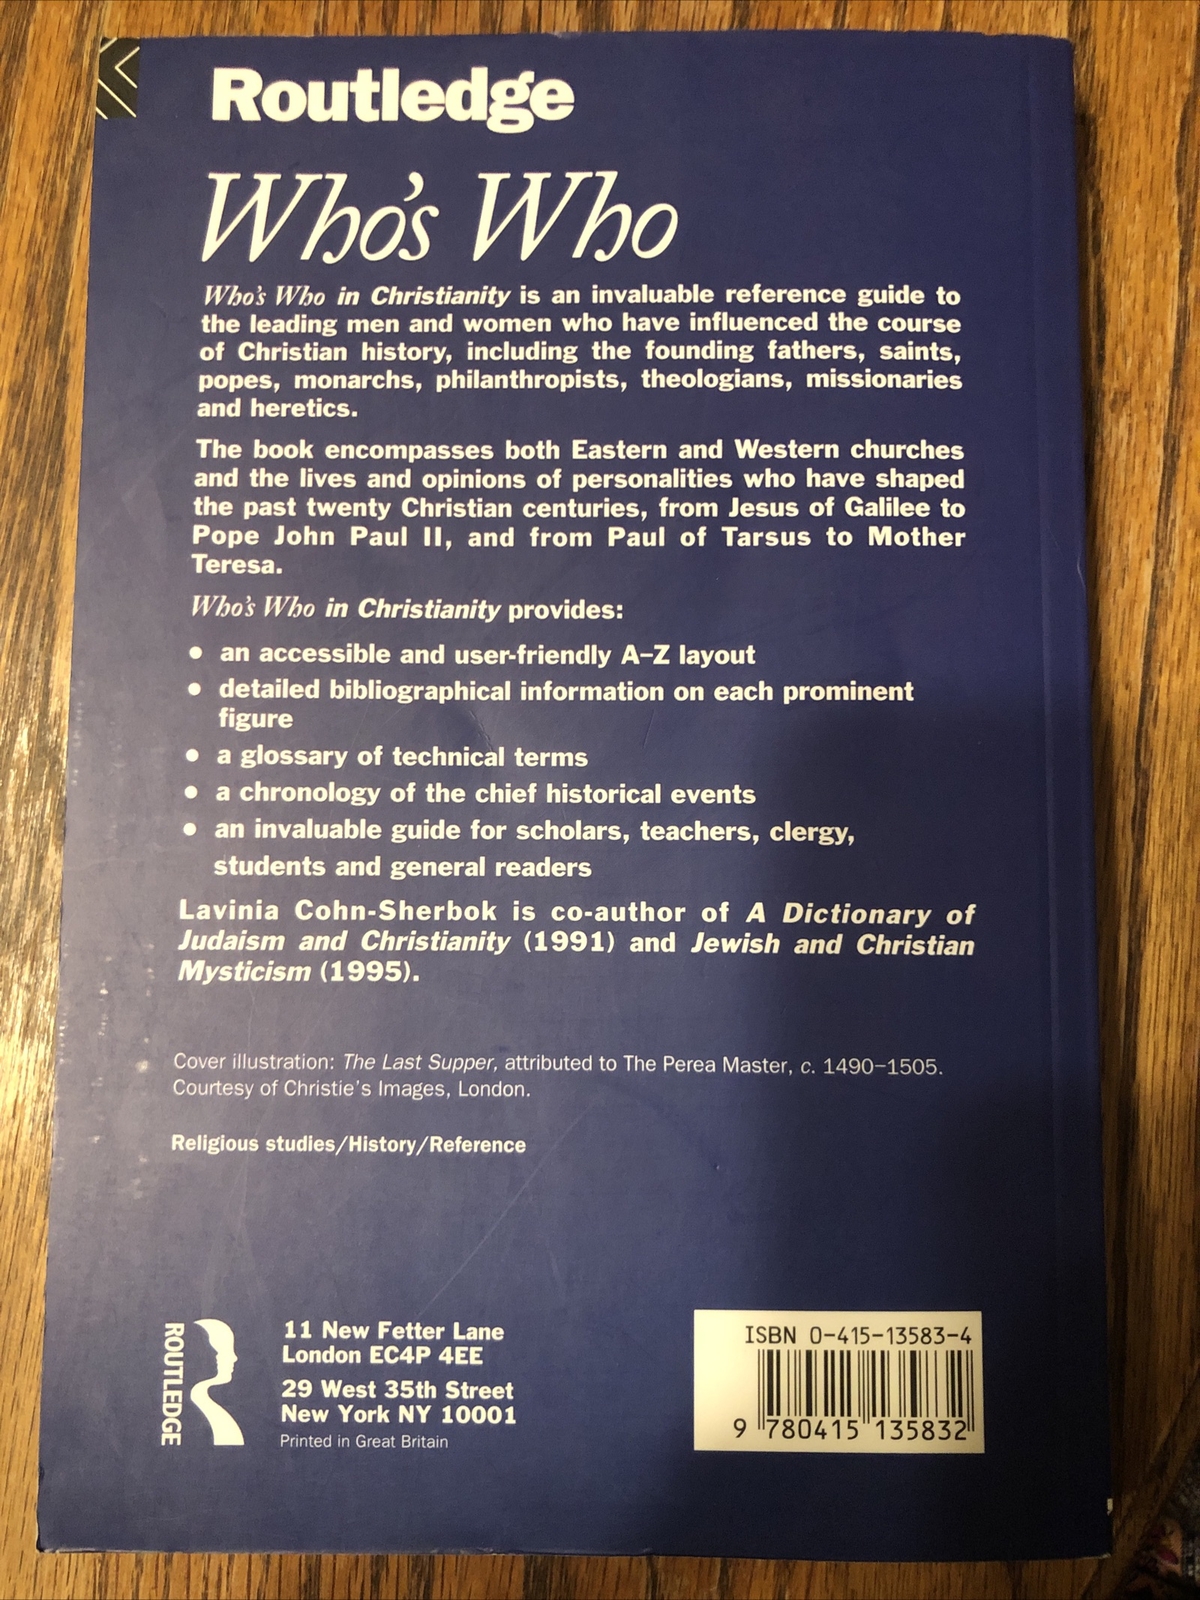 Routledge
Who's Who
Who's Who in Christianity is an invaluable reference guide to
the leading men and women who have influenced the course
of Christian history, including the founding fathers, saints,
popes, monarchs, philanthropists, theologians, missionaries
and heretics.
The book encompasses both Eastern and Western churches
and the lives and opinions of personalities who have shaped
the past twenty Christian centuries, from Jesus of Galilee to
Pope John Paul II, and from Paul of Tarsus to Mother
Teresa.
Who's Who in Christianity provides:
• an accessible and user-friendly A–Z layout
• detailed bibliographical information on each prominent
figure
• a glossary of technical terms
• a chronology of the chief historical events
• an invaluable guide for scholars, teachers, clergy,
students and general readers
Lavinia Cohn-Sherbok is co-author of A Dictionary of
Judaism and Christianity (1991) and Jewish and Christian
Mysticism (1995).
Cover illustration: The Last Supper, attributed to The Perea Master, c. 1490–1505.
Courtesy of Christie's Images, London.
Religious studies/History/Reference
ROUTLEDGE
11 New Fetter Lane
London EC4P 4EE
29 West 35th Street
New York NY 10001
Printed in Great Britain
ISBN 0-415-13583-4
9 780415 135832